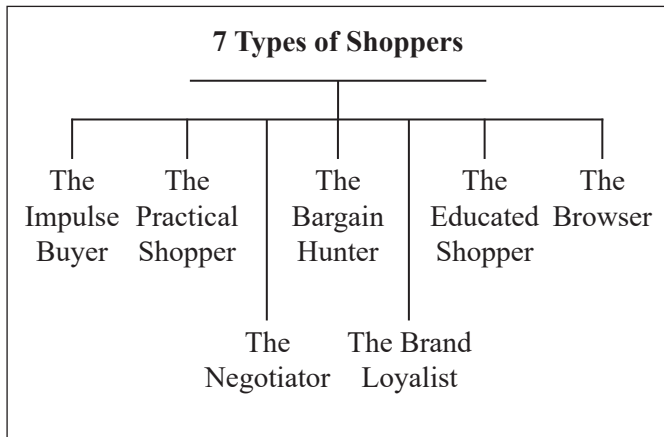 7 Types of Shoppers
The
Impulse
Buyer
The
Practical
Shopper
The
Bargain
Hunter
The
Educated
Shopper
The
Browser
The
Negotiator
The Brand
Loyalist